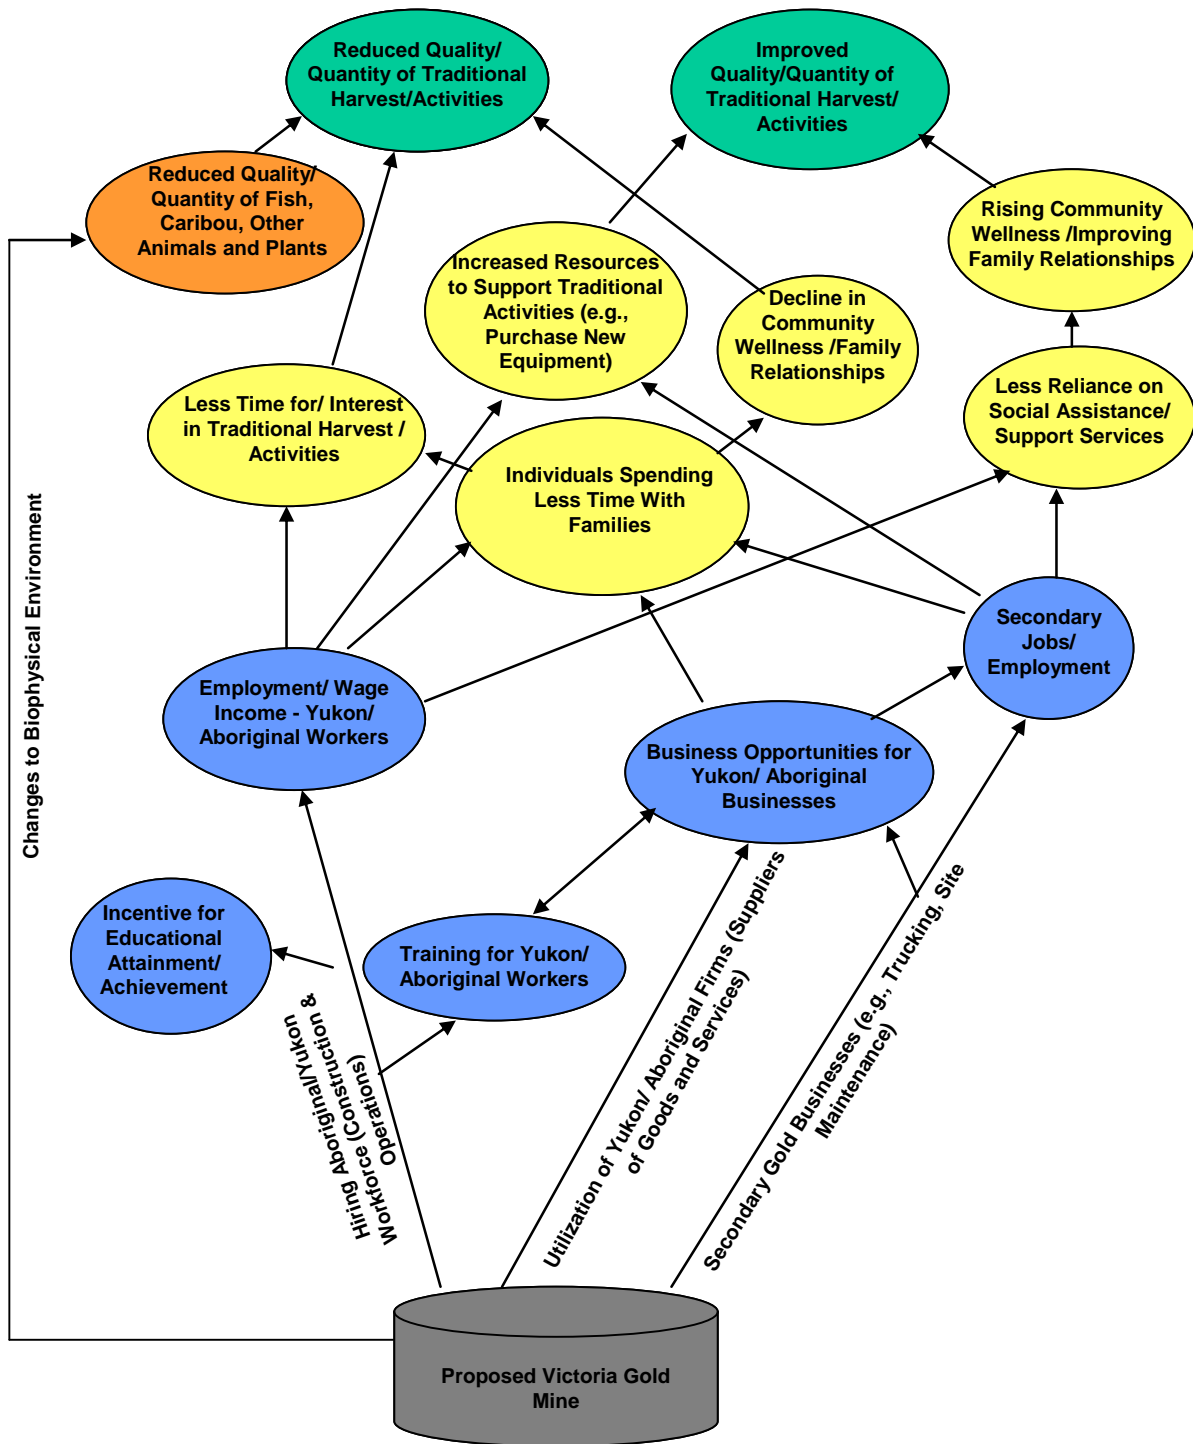 Reduced Quality/
Quantity of Traditional
Harvest/Activities
Improved
Quality/Quantity of
Traditional Harvest/
Activities
Reduced Quality/
Quantity of Fish,
Caribou, Other
Animals and Plants
Rising Community
Wellness /Improving
Family Relationships
Increased Resources
to Support Traditional
Activities (e.g.,
Purchase New
Equipment)
Decline in
Community
Wellness /Family
Relationships
Less Time for/ Interest
in Traditional Harvest /
Activities
Less Reliance on
Social Assistance/
Support Services
Individuals Spending
Less Time With
Families
Changes to Biophysical Environment
Secondary
Jobs/
Employment
Employment/ Wage
Income - Yukon/
Aboriginal Workers
Business Opportunities for
Yukon/ Aboriginal
Businesses
Incentive for
Educational
Attainment/
Achievement
Training for Yukon/
Aboriginal Workers
Hiring Aboriginal/Yukon
Workforce (Construction &
Operations)
Utilization of Yukon/ Aboriginal Firms (Suppliers
of Goods and Services)
Secondary Gold Businesses (e.g., Trucking, Site
Maintenance)
Proposed Victoria Gold
Mine